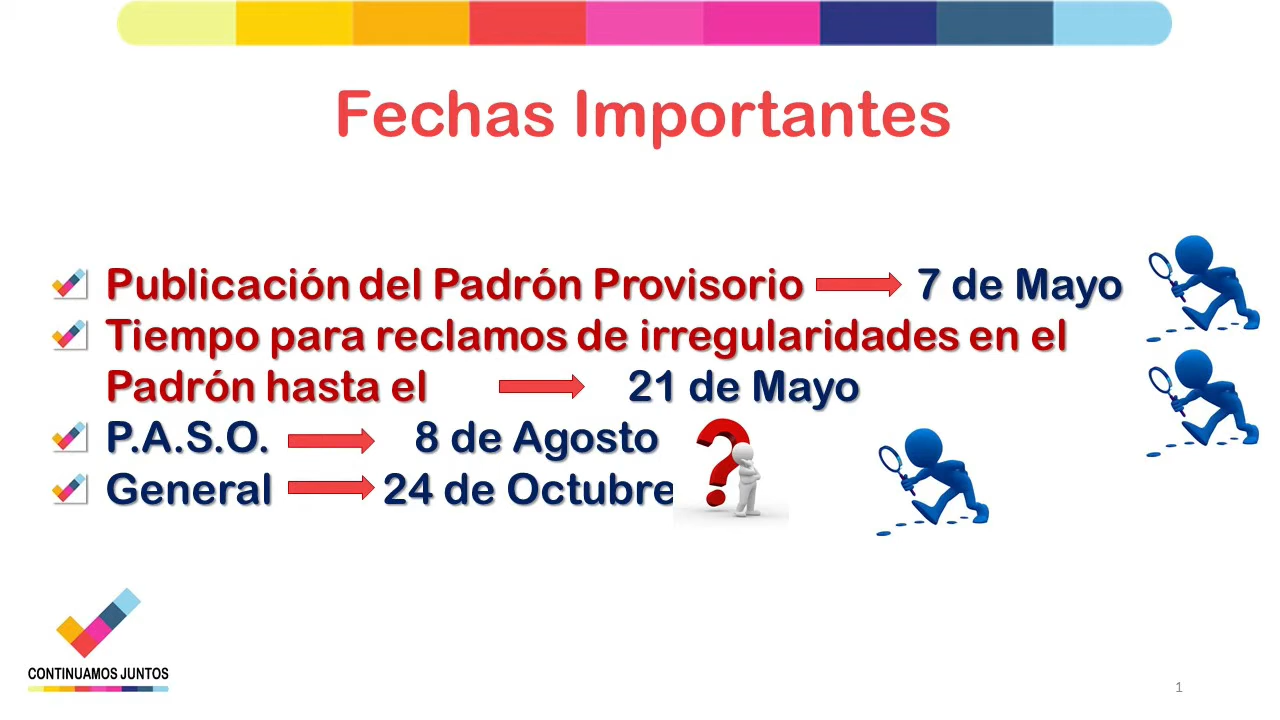 Fechas Importantes
Publicación del Padrón Provisorio 7 de Mayo
Tiempo para reclamos de irregularidades en el
Padrón hasta el 21 de Mayo
P.A.S.O. 8 de Agosto
General 24 de Octubre
CONTINUAMOS JUNTOS
1